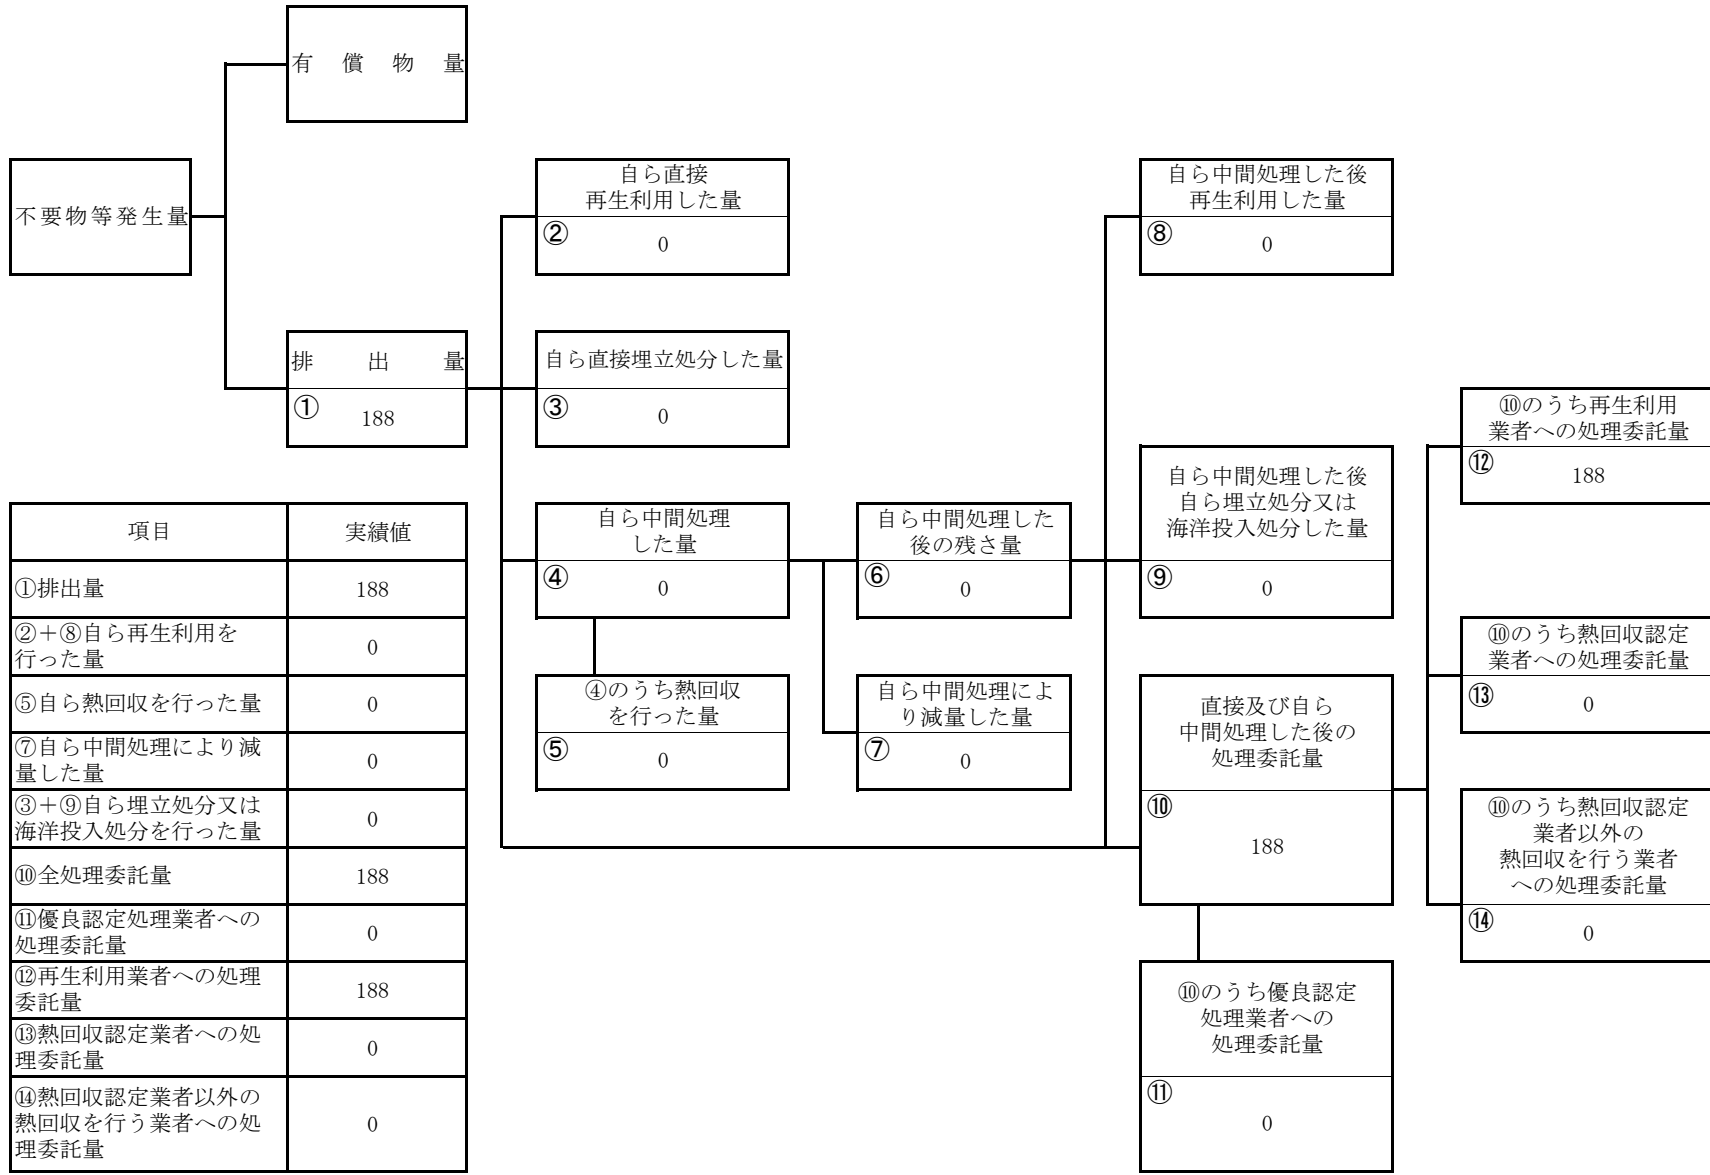 有償物量
不要物等発生量
自ら直接
再生利用した量
②
0
自ら中間処理した後
再生利用した量
⑧
0
排出量
①
188
自ら直接埋立処分した量
③
0
⑩のうち再生利用
業者への処理委託量
⑫
188
自ら中間処理
した量
④
0
自ら中間処理した
後の残さ量
⑥
0
自ら中間処理した後
自ら埋立処分又は
海洋投入処分した量
⑨
0
⑩のうち熱回収認定
業者への処理委託量
⑬
0
④のうち熱回収
を行った量
⑤
0
自ら中間処理によ
り減量した量
⑦
0
直接及び自ら
中間処理した後の
処理委託量
⑩
188
⑩のうち熱回収認定
業者以外の
熱回収を行う業者
への処理委託量
⑭
0
⑩のうち優良認定
処理業者への
処理委託量
⑪
0
項目 実績値
①排出量 188
②+⑧自ら再生利用を
行った量 0
⑤自ら熱回収を行った量 0
⑦自ら中間処理により減
量した量 0
③+⑨自ら埋立処分又は
海洋投入処分を行った量 0
⑩全処理委託量 188
⑪優良認定処理業者への
処理委託量 0
⑫再生利用業者への処理
委託量 188
⑬熱回収認定業者への処
理委託量 0
⑭熱回収認定業者以外の
熱回収を行う業者への処
理委託量 0